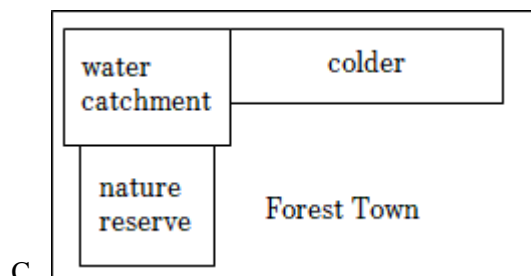 water
catchment
colder
nature
reserve
Forest Town
C